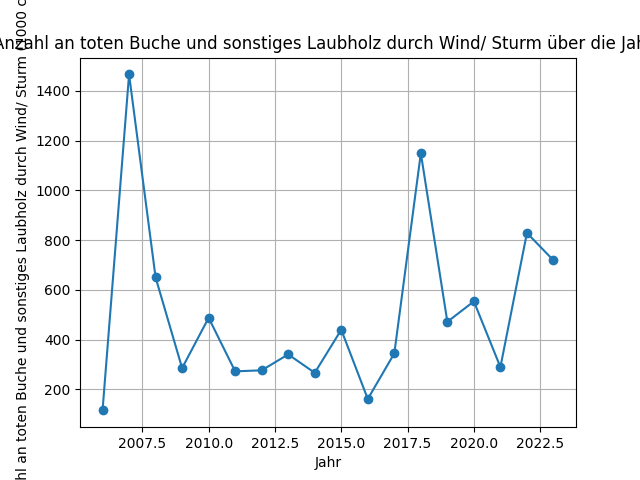 Anzahl an toten Buche und sonstiges Laubholz durch Wind/ Sturm über die Jah
hl an toten Buche und sonstiges Laubholz durch Wind/ Sturm (1000 c
1400
1200
1000
800
600
400
200
2007.5 2010.0 2012.5 2015.0 2017.5 2020.0 2022.5
Jahr